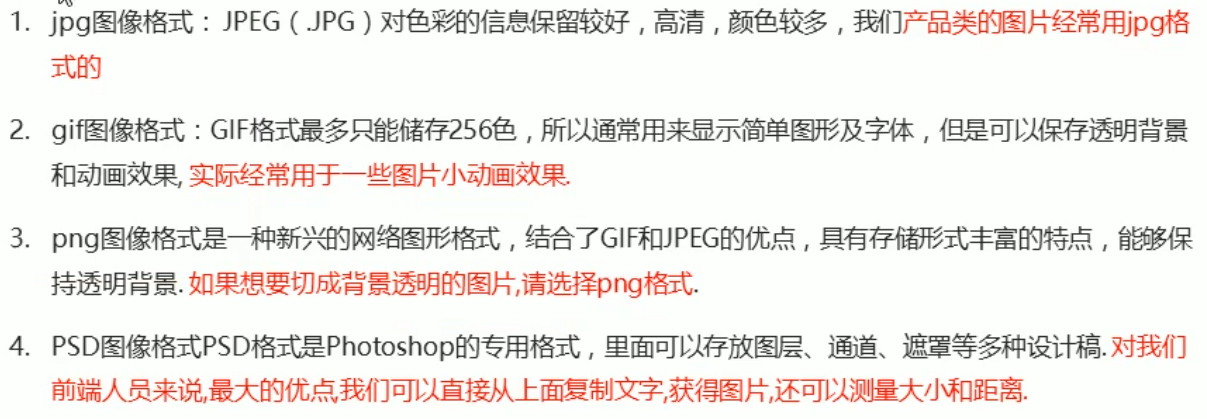 1. jpg图像格式：JPEG（.JPG）对色彩的信息保留较好，高清，颜色较多，我们产品类的图片经常用jpg格
式的
2. gif图像格式：GIF格式最多只能储存256色，所以通常用来显示简单图形及字体，但是可以保存透明背景
和动画效果, 实际经常用于一些图片小动画效果.
3. png图像格式是一种新兴的网络图形格式，结合了GIF和JPEG的优点，具有存储形式丰富的特点，能够保
持透明背景. 如果想要切成背景透明的图片,请选择png格式.
4. PSD图像格式PSD格式是Photoshop的专用格式，里面可以存放图层、通道、遮罩等多种设计稿. 对我们
前端人员来说,最大的优点,我们可以直接从上面复制文字,获得图片,还可以测量大小和距离.